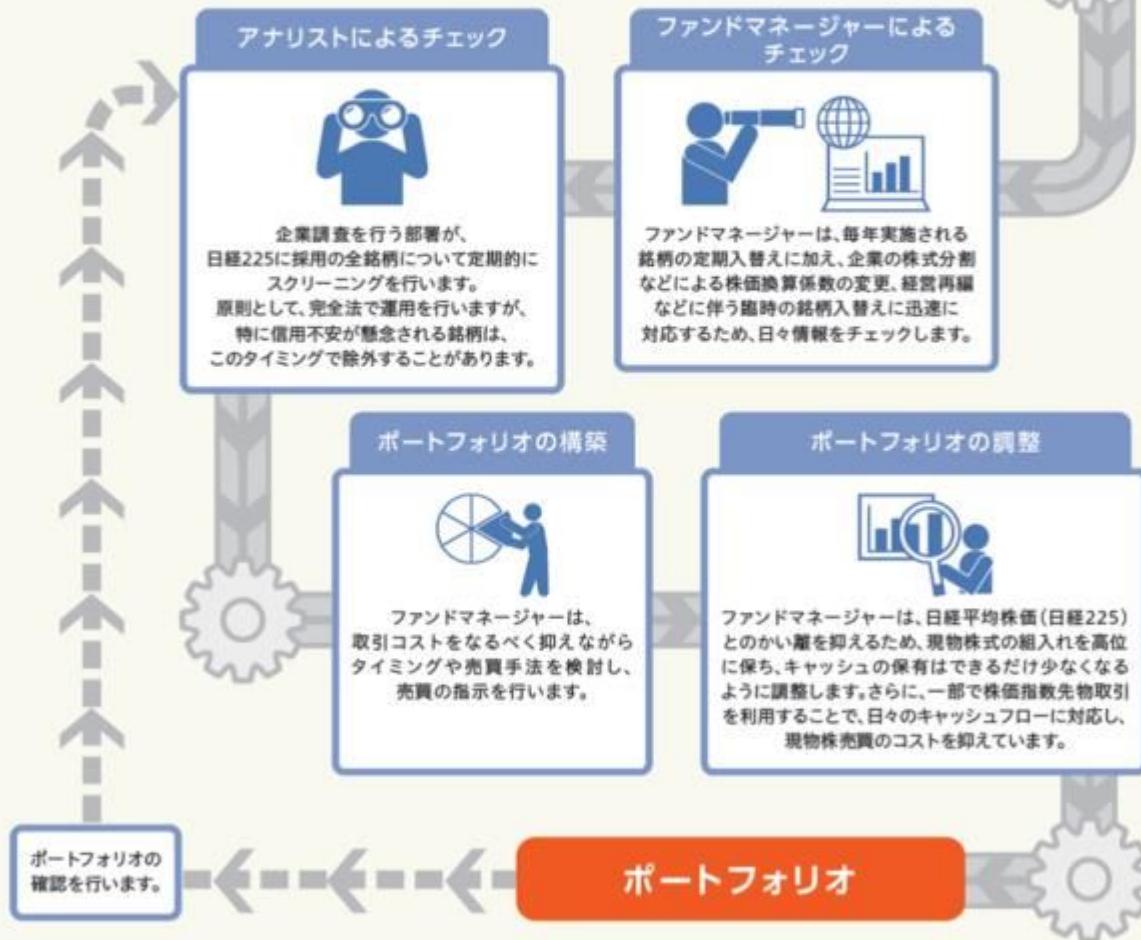 アナリストによるチェック
企業調査を行う部署が、
日経225に採用の全銘柄について定期的に
スクリーニングを行います。
原則として、完全法で運用を行いますが、
特に信用不安が懸念される銘柄は、
このタイミングで除外することがあります。
ファンドマネージャーによる
チェック
ファンドマネージャーは、毎年実施される
銘柄の定期入替えに加え、企業の株式分割
などによる株価換算係数の変更、経営再編
などに伴う臨時の銘柄入替えに迅速に
対応するため、日々情報をチェックします。
ポートフォリオの構築
ファンドマネージャーは、
取引コストをなるべく抑えながら
タイミングや売買手法を検討し、
売買の指示を行います。
ポートフォリオの調整
ファンドマネージャーは、日経平均株価(日経225)
とのかい離を抑えるため、現物株式の組入れを高位
に保ち、キャッシュの保有はできるだけ少なくなる
ように調整します。さらに、一部で株価指数先物取引
を利用することで、日々のキャッシュフローに対応し、
現物株売買のコストを抑えています。
ポートフォリオ
ポートフォリオの
確認を行います。